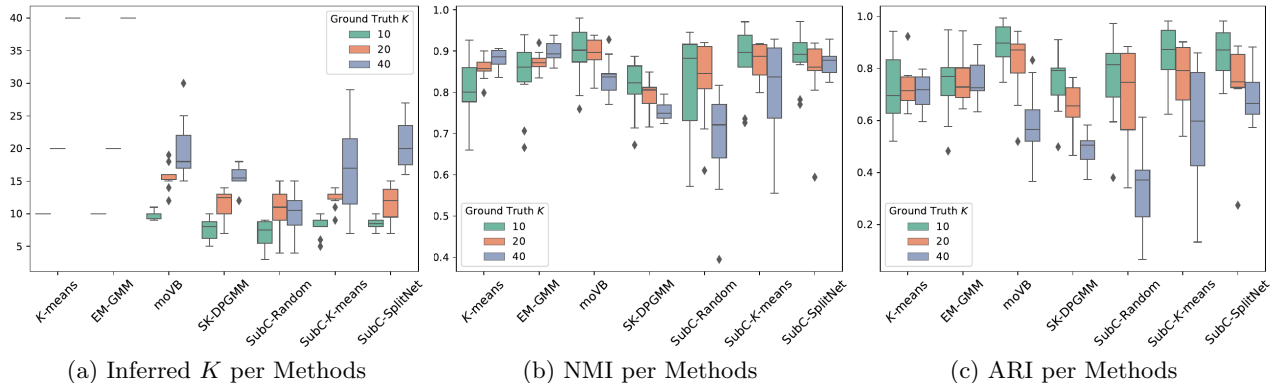 Ground Truth K
10
20
40
40
35
30
25
20
15
10
5
K-means
EM-GMM
moVB
SK-DPGMM
SubC-Random
SubC-K-means
SubC-SplitNet
(a) Inferred K per Methods
1.0
0.9
0.8
0.7
0.6
0.5
0.4
Ground Truth K
10
20
40
K-means
EM-GMM
moVB
SK-DPGMM
SubC-Random
SubC-K-means
SubC-SplitNet
(b) NMI per Methods
1.0
0.8
0.6
0.4
0.2
Ground Truth K
10
20
40
K-means
EM-GMM
moVB
SK-DPGMM
SubC-Random
SubC-K-means
SubC-SplitNet
(c) ARI per Methods